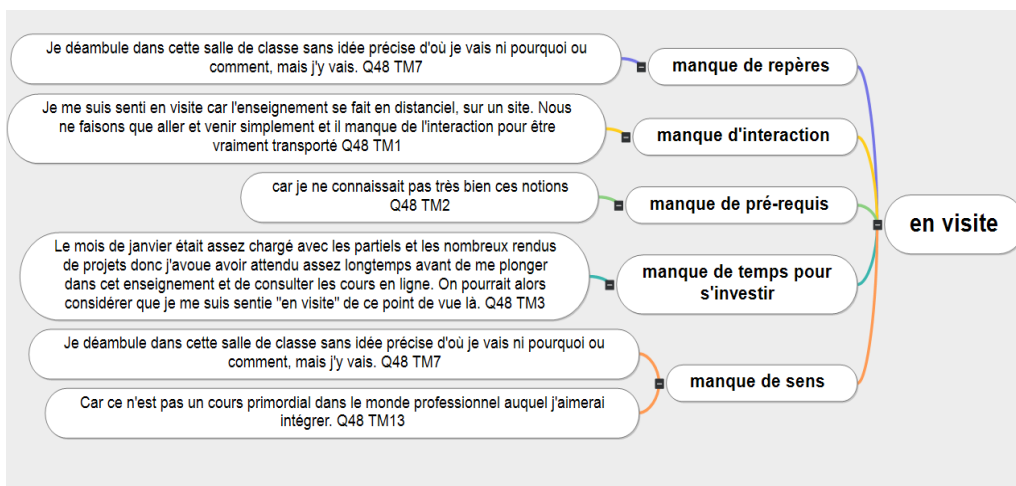 Je déambule dans cette salle de classe sans idée précise d'où je vais ni pourquoi ou
comment, mais j'y vais. Q48 TM7
manque de repères
Je me suis senti en visite car l'enseignement se fait en distanciel, sur un site. Nous
ne faisons que aller et venir simplement et il manque de l'interaction pour être
vraiment transporté Q48 TM1
manque d'interaction
car je ne connaissait pas très bien ces notions
Q48 TM2
manque de pré-requis
en visite
Le mois de janvier était assez chargé avec les partiels et les nombreux rendus
de projets donc j'avoue avoir attendu assez longtemps avant de me plonger
dans cet enseignement et de consulter les cours en ligne. On pourrait alors
considérer que je me suis sentie "en visite" de ce point de vue là. Q48 TM3
manque de temps pour
s'investir
Je déambule dans cette salle de classe sans idée précise d'où je vais ni pourquoi ou
comment, mais j'y vais. Q48 TM7
manque de sens
Car ce n'est pas un cours primordial dans le monde professionnel auquel j'aimerai
intégrer. Q48 TM13